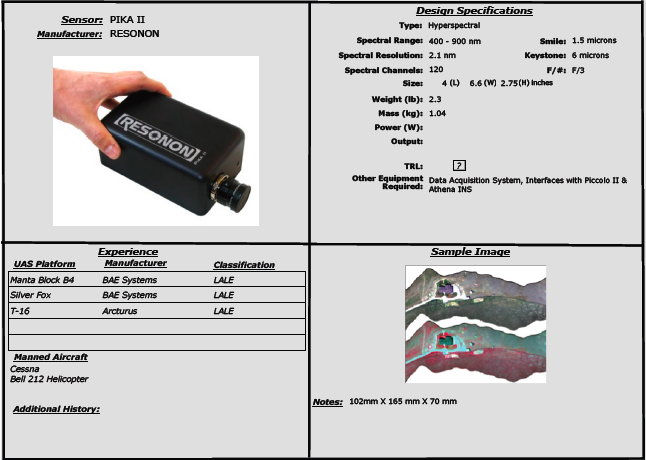 Sensor: PIKA II
Manufacturer: RESONON
RESONON
PIKA II
Design Specifications
Type: Hyperspectral
Spectral Range: 400 - 900 nm Smile: 1.5 microns
Spectral Resolution: 2.1 nm Keystone: 6 microns
Spectral Channels: 120 F/#: F/3
Size: 4 (L) 6.6 (W) 2.75(H) Inches
Weight (lb): 2.3
Mass (kg): 1.04
Power (W):
Output:
TRL: ?
Other Equipment Required: Data Acquisition System, Interfaces with Piccolo II &
Athena INS
Experience
UAS Platform Manufacturer Classification
Manta Block B4 BAE Systems LALE
Silver Fox BAE Systems LALE
T-16 Arcturus LALE
Manned Aircraft
Cessna
Bell 212 Helicopter
Additional History:
Sample Image
Notes: 102mm X 165 mm X 70 mm